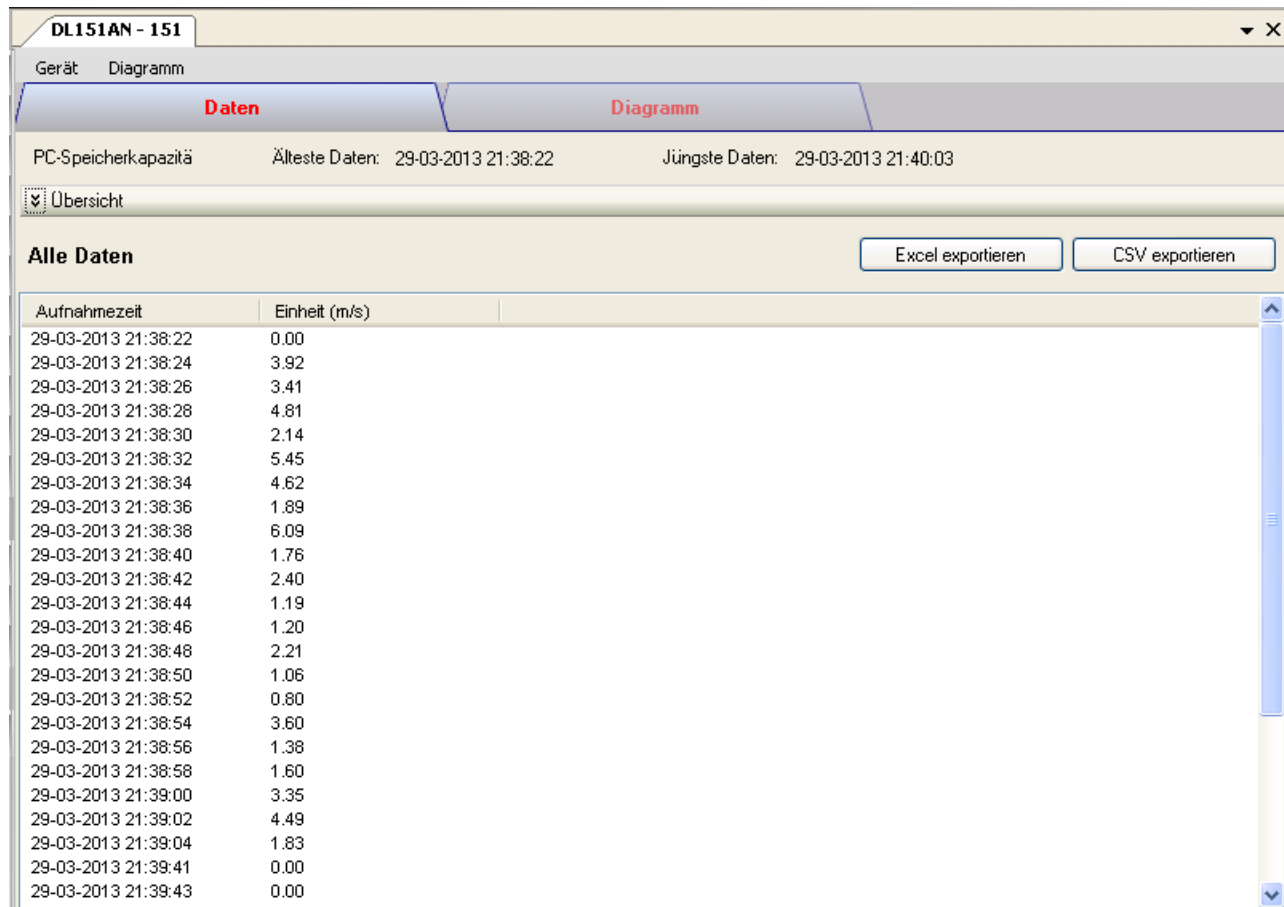 DL151AN - 151
Gerät Diagramm
Daten Diagramm
PC-Speicherkapazitä Älteste Daten: 29-03-2013 21:38:22 Jüngste Daten: 29-03-2013 21:40:03
Übersicht
Alle Daten Excel exportieren CSV exportieren
Aufnahmezeit Einheit (m/s)
29-03-2013 21:38:22 0.00
29-03-2013 21:38:24 3.92
29-03-2013 21:38:26 3.41
29-03-2013 21:38:28 4.81
29-03-2013 21:38:30 2.14
29-03-2013 21:38:32 5.45
29-03-2013 21:38:34 4.62
29-03-2013 21:38:36 1.89
29-03-2013 21:38:38 6.09
29-03-2013 21:38:40 1.76
29-03-2013 21:38:42 2.40
29-03-2013 21:38:44 1.19
29-03-2013 21:38:46 1.20
29-03-2013 21:38:48 2.21
29-03-2013 21:38:50 1.06
29-03-2013 21:38:52 0.80
29-03-2013 21:38:54 3.60
29-03-2013 21:38:56 1.38
29-03-2013 21:38:58 1.60
29-03-2013 21:39:00 3.35
29-03-2013 21:39:02 4.49
29-03-2013 21:39:04 1.83
29-03-2013 21:39:41 0.00
29-03-2013 21:39:43 0.00